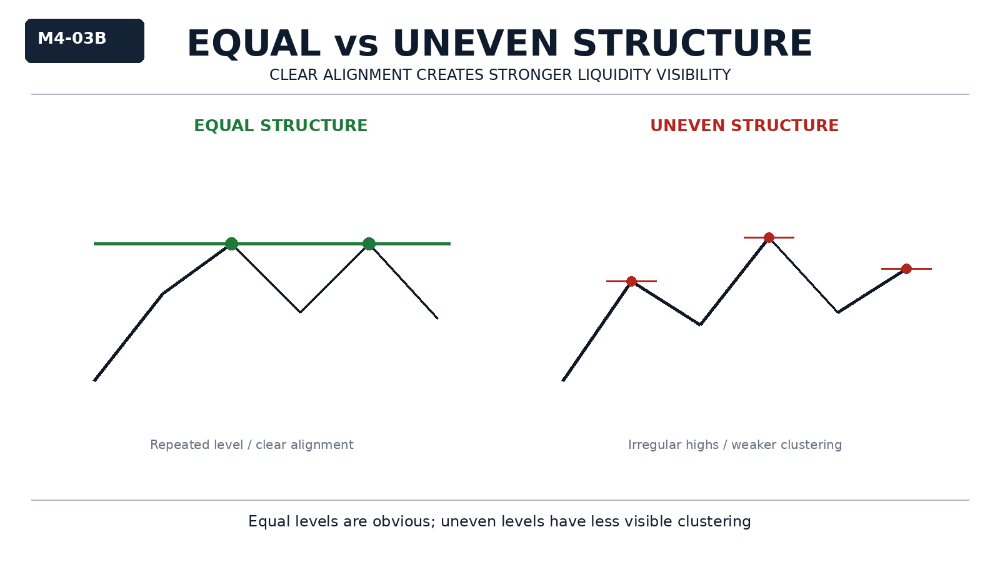 M4-03B
EQUAL vs UNEVEN STRUCTURE
CLEAR ALIGNMENT CREATES STRONGER LIQUIDITY VISIBILITY
EQUAL STRUCTURE
UNEVEN STRUCTURE
Repeated level / clear alignment
Irregular highs / weaker clustering
Equal levels are obvious; uneven levels have less visible clustering